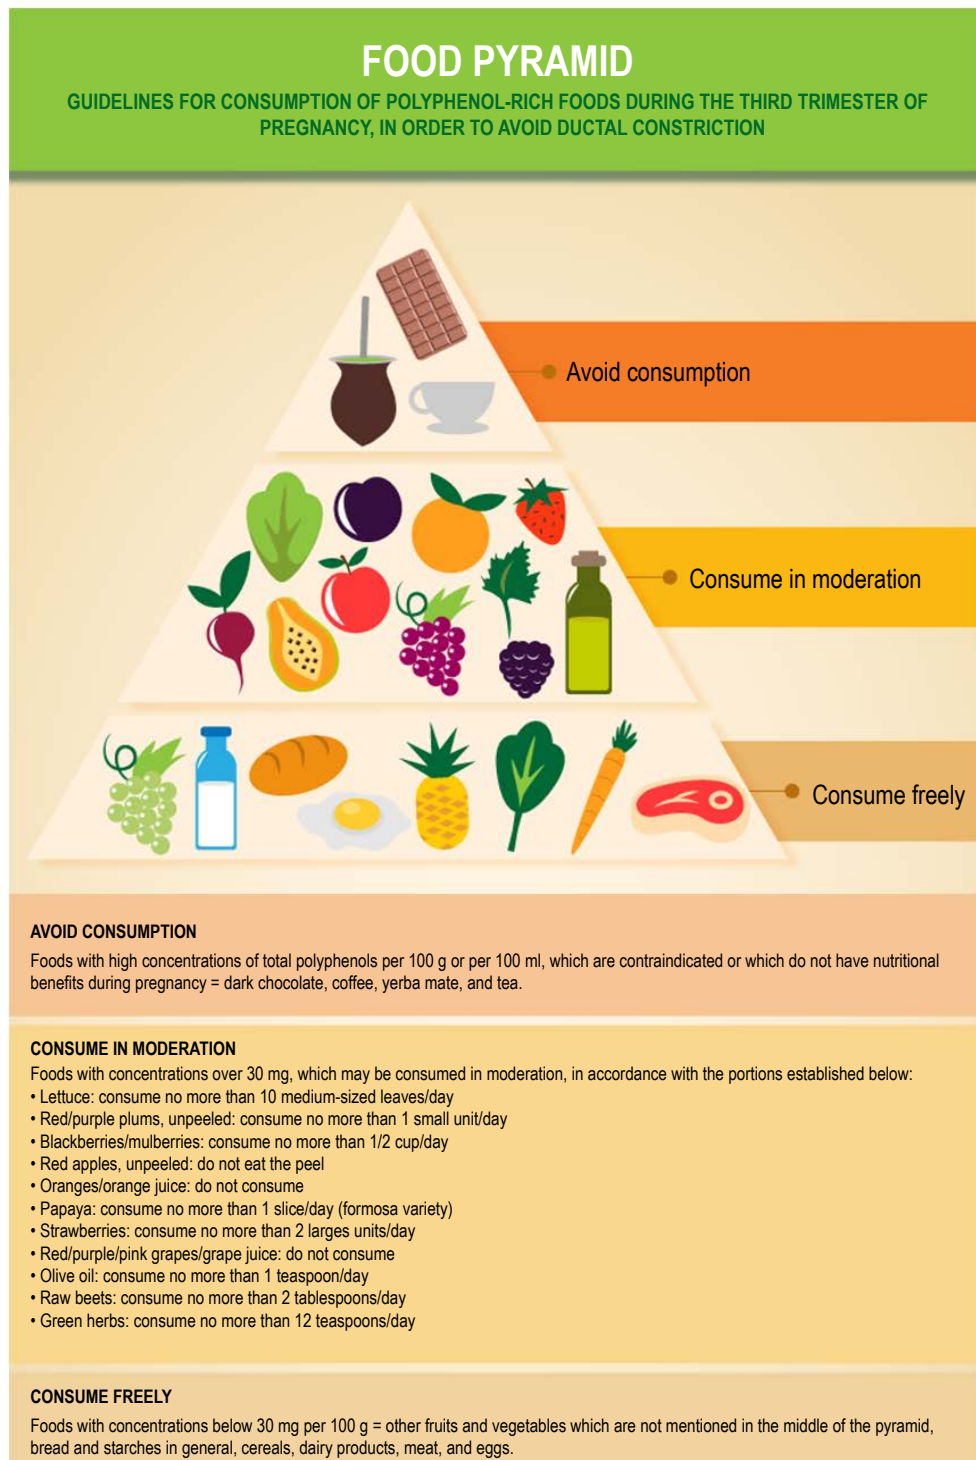 FOOD PYRAMID
GUIDELINES FOR CONSUMPTION OF POLYPHENOL-RICH FOODS DURING THE THIRD TRIMESTER OF
PREGNANCY, IN ORDER TO AVOID DUCTAL CONSTRICTION
Avoid consumption
Consume in moderation
Consume freely
AVOID CONSUMPTION
Foods with high concentrations of total polyphenols per 100 g or per 100 ml, which are contraindicated or which do not have nutritional
benefits during pregnancy = dark chocolate, coffee, yerba mate, and tea.
CONSUME IN MODERATION
Foods with concentrations over 30 mg, which may be consumed in moderation, in accordance with the portions established below:
• Lettuce: consume no more than 10 medium-sized leaves/day
• Red/purple plums, unpeeled: consume no more than 1 small unit/day
• Blackberries/mulberries: consume no more than 1/2 cup/day
• Red apples, unpeeled: do not eat the peel
• Oranges/orange juice: do not consume
• Papaya: consume no more than 1 slice/day (formosa variety)
• Strawberries: consume no more than 2 larges units/day
• Red/purple/pink grapes/grape juice: do not consume
• Olive oil: consume no more than 1 teaspoon/day
• Raw beets: consume no more than 2 tablespoons/day
• Green herbs: consume no more than 12 teaspoons/day
CONSUME FREELY
Foods with concentrations below 30 mg per 100 g = other fruits and vegetables which are not mentioned in the middle of the pyramid,
bread and starches in general, cereals, dairy products, meat, and eggs.